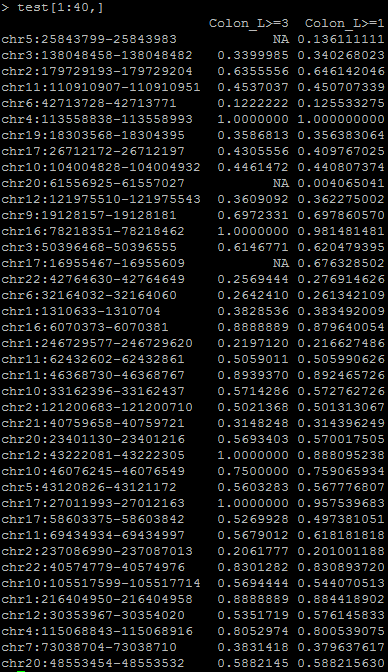 > test[1:40,]
Colon_L>=3 Colon_L>=1
chr5:25843799-25843983 NA 0.136111111
chr3:138048458-138048482 0.3399985 0.340268023
chr2:179729193-179729204 0.6355556 0.646142046
chr11:110910907-110910951 0.4537037 0.450707339
chr6:42713728-42713771 0.1222222 0.125533275
chr4:113558838-113558993 1.0000000 1.000000000
chr19:18303568-18304395 0.3586813 0.356383064
chr17:26712172-26712197 0.4305556 0.409767025
chr10:104004828-104004932 0.4461472 0.440807374
chr20:61556925-61557027 NA 0.004065041
chr12:121975510-121975543 0.3609092 0.362275002
chr9:19128157-19128181 0.6972331 0.697860570
chr16:78218351-78218462 1.0000000 0.981481481
chr3:50396468-50396555 0.6146771 0.620479395
chr17:16955467-16955609 NA 0.676328502
chr22:42764630-42764649 0.2569444 0.276914626
chr6:32164032-32164060 0.2642410 0.261342109
chr1:1310633-1310704 0.3828536 0.383492009
chr16:6070373-6070381 0.8888889 0.879640054
chr1:246729577-246729620 0.2197120 0.216627486
chr11:62432602-62432861 0.5059011 0.505990626
chr11:46368730-46368767 0.8939370 0.892465726
chr10:33162396-33162437 0.5714286 0.572762726
chr2:121200683-121200710 0.5021368 0.501313067
chr21:40759658-40759721 0.3148248 0.314396249
chr20:23401130-23401216 0.5693403 0.570017505
chr12:43222081-43222305 1.0000000 0.888095238
chr10:46076245-46076549 0.7500000 0.759065934
chr5:43120826-43121172 0.5603283 0.567776807
chr17:27011993-27012163 1.0000000 0.957539683
chr17:58603375-58603842 0.5269928 0.497381051
chr11:69434934-69434997 0.5679012 0.618181818
chr2:237086990-237087013 0.2061777 0.201001188
chr22:40574779-40574976 0.8301282 0.830893720
chr10:105517599-105517714 0.5694444 0.544070513
chr1:216404950-216404958 0.8888889 0.884418902
chr12:30353967-30354020 0.5351719 0.576145833
chr4:115068843-115068916 0.8052974 0.800539075
chr7:73038704-73038710 0.3831418 0.379637617
chr20:48553454-48553532 0.5882145 0.588215488